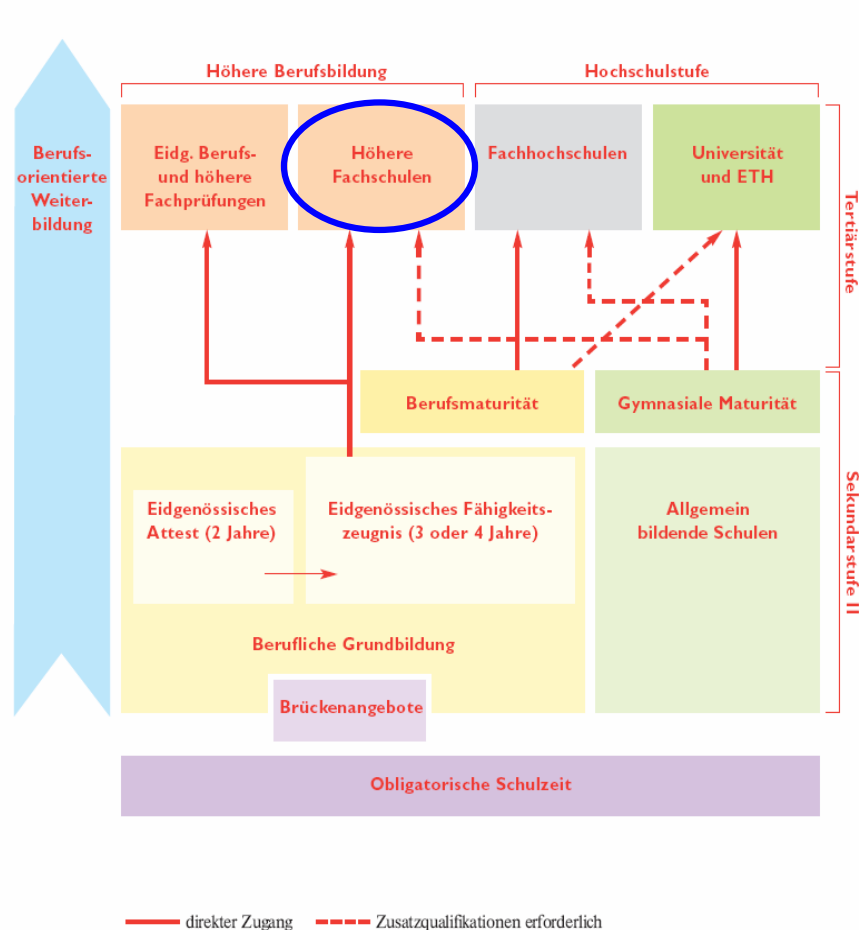 Höhere Berufsbildung
Hochschulstufe
Berufs-
orientierte
Weiter-
bildung
Eidg. Berufs-
und höhere
Fachprüfungen
Höhere
Fachschulen
Fachhochschulen
Universität
und ETH
Tertiärstufe
Berufsmaturität
Gymnasiale Maturität
Eidgenössisches
Attest (2 Jahre)
Eidgenössisches Fähigkeits-
zeugnis (3 oder 4 Jahre)
Allgemein
bildende Schulen
Sekundarstufe II
Berufliche Grundbildung
Brückenangebote
Obligatorische Schulzeit
direkter Zugang
Zusatzqualifikationen erforderlich